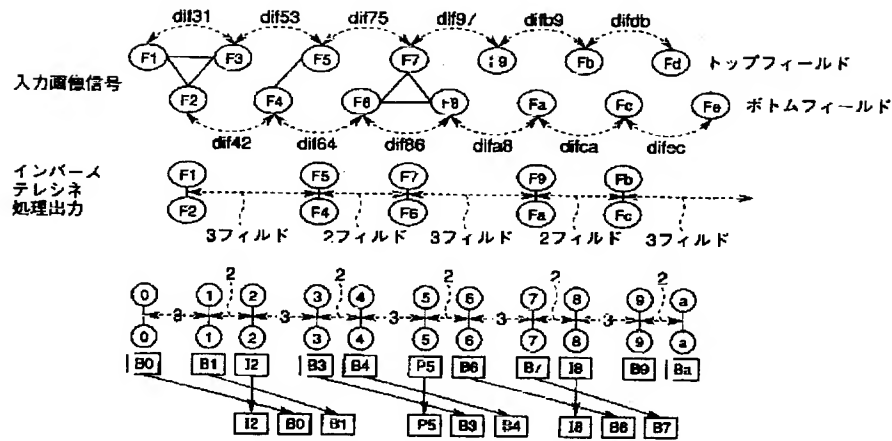 dif31 dif53 dif75 dif97 difb9 difdb
F1 F3 F5 F7 F9 Fb Fd トップフィールド
入力画像信号
F2 F4 F6 F8 Fa Fc Fe ボトムフィールド
dif42 dif64 dif86 difa8 difca difec
インバース
テレシネ
処理出力
F1 F5 F7 F9 Fb
F2 F4 F6 Fa Fc
3フィルド 2フィルド 3フィルド 2フィルド 3フィルド
2 2 2 2 2
0 1 2 3 4 5 6 7 8 9 a
3 3 3 3 3
0 1 2 3 4 5 6 7 8 9 a
B0 B1 I2 B3 B4 P5 B6 B7 I8 B9 Ba
I2 B0 B1 P5 B3 B4 I8 B6 B7